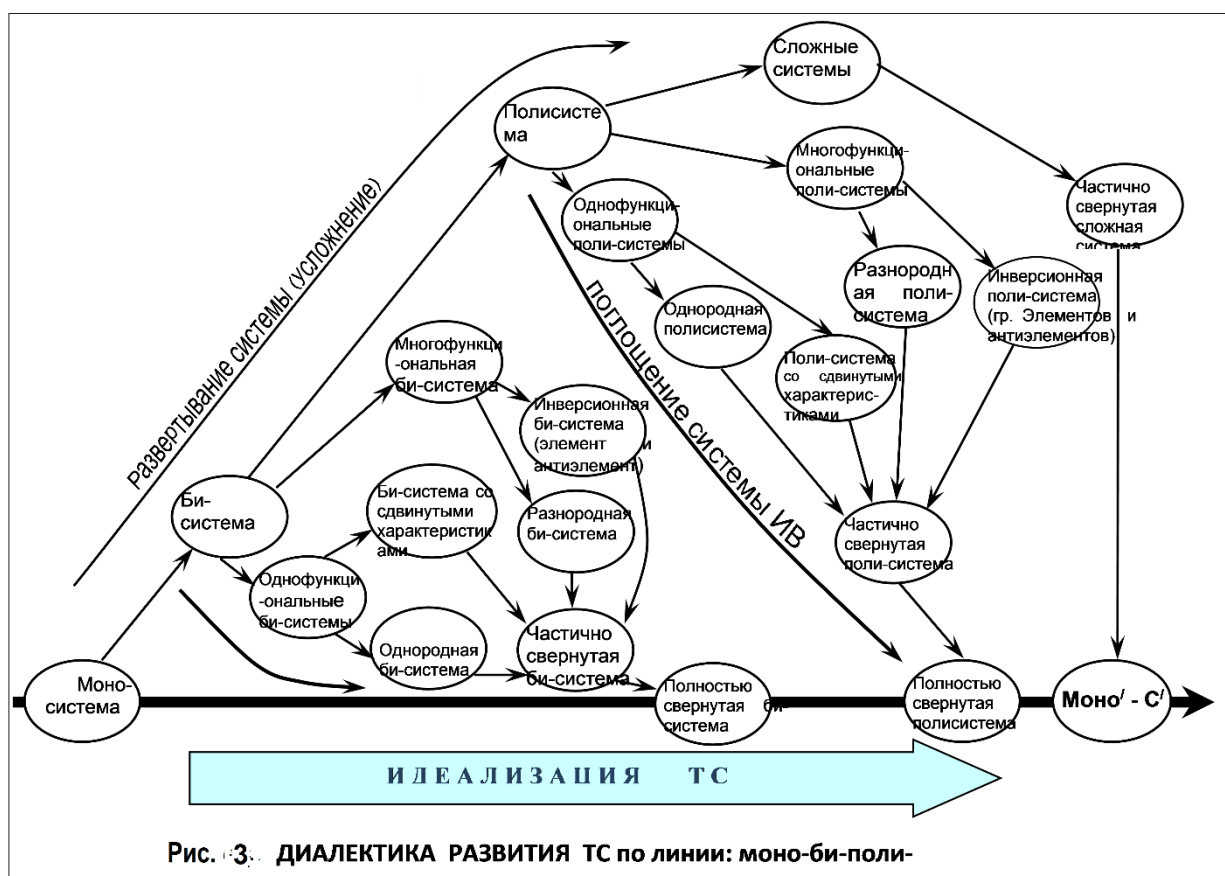 Сложные
системы
Полисисте
ма
Многофункци-
ональные
поли-системы
Частично
свернутая
сложная
система
Развертывание системы (усложнение)
Однофункци-
ональные
поли-системы
Разнородн
ая поли-
система
Инверсионная
поли-система
(гр. Элементов и
антиэлементов)
поглощение системы ИВ
Однородная
полисистема
Многофункци
-ональная
би-система
Поли-система
со сдвинутыми
характерис-
тиками
Инверсионная
би-система
(элемент и
антиэлемент)
Би-
система
Би-система со
сдвинутыми
характеристик
ами
Разнородная
би-система
Частично
свернутая
поли-система
Однофункци
-ональные
би-системы
Однородная
би-система
Частично
свернутая
би-система
Моно-
система
Полностью
свернутая би-
система
Полностью
свернутая
полисистема
Моно/ - С/
ИДЕАЛИЗАЦИЯ ТС
Рис. 3. ДИАЛЕКТИКА РАЗВИТИЯ ТС по линии: моно-би-поли-